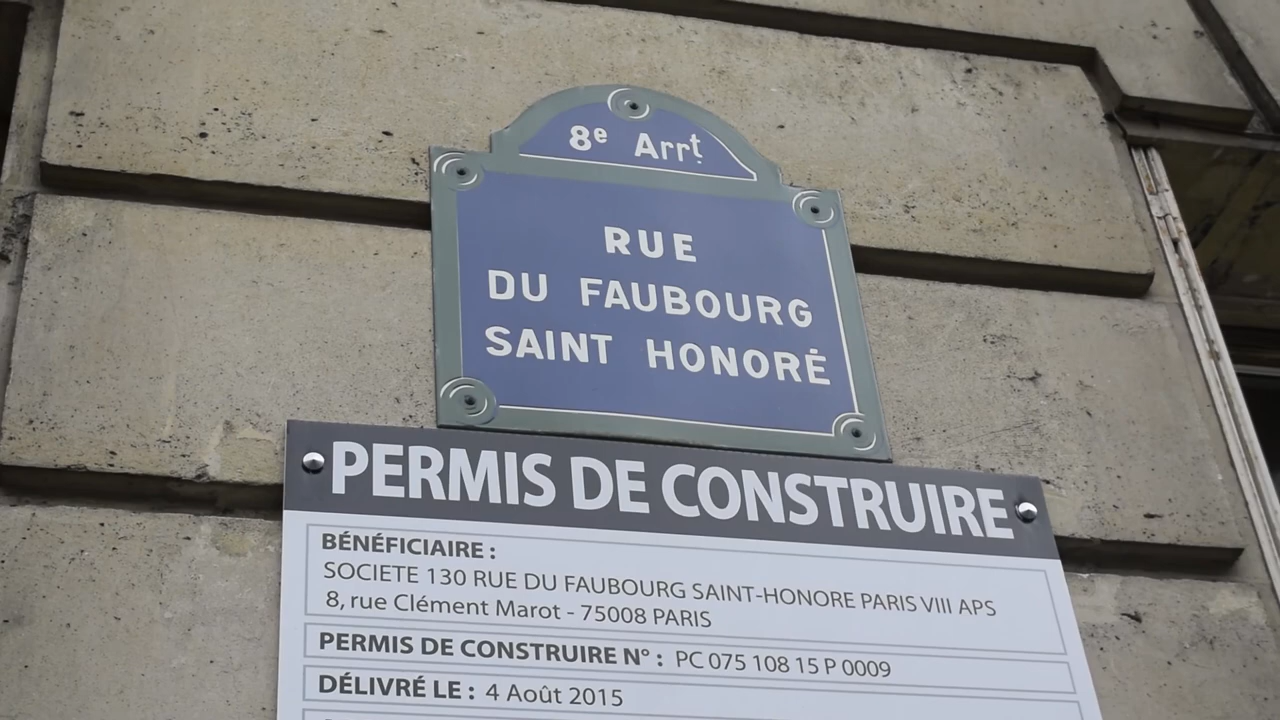 8e Arrt
RUE
DU FAUBOURG
SAINT HONORÉ
PERMIS DE CONSTRUIRE
BÉNÉFICIAIRE :
SOCIETE 130 RUE DU FAUBOURG SAINT-HONORE PARIS VIII APS
8, rue Clément Marot - 75008 PARIS
PERMIS DE CONSTRUIRE N° : PC 075 108 15 P 0009
DÉLIVRÉ LE : 4 Août 2015